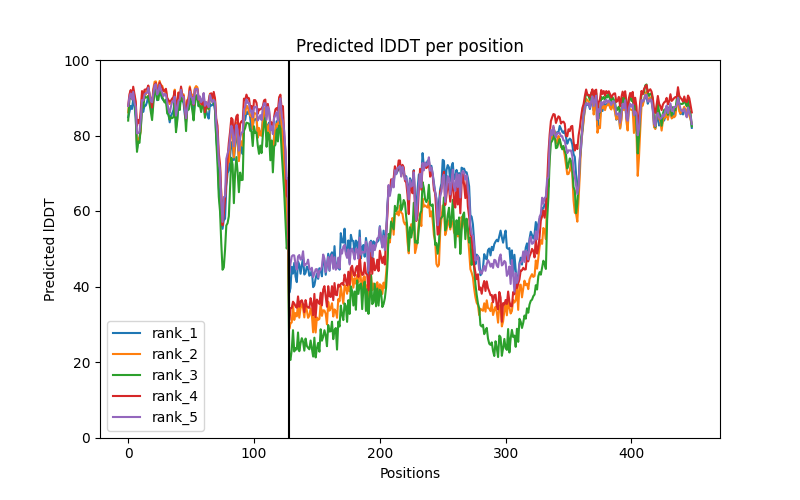 Predicted lDDT per position
Predicted lDDT
100
80
60
40
20
0
rank_1
rank_2
rank_3
rank_4
rank_5
0 100 200 300 400
Positions